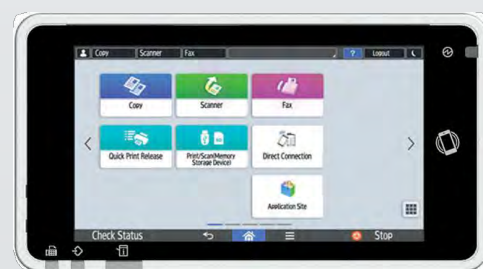 Copy Scanner Fax ? Logout
Copy Scanner Fax
Quick Print Release Print/Scan(Memory Storage Device) Direct Connection
Application Site
Check Status Stop